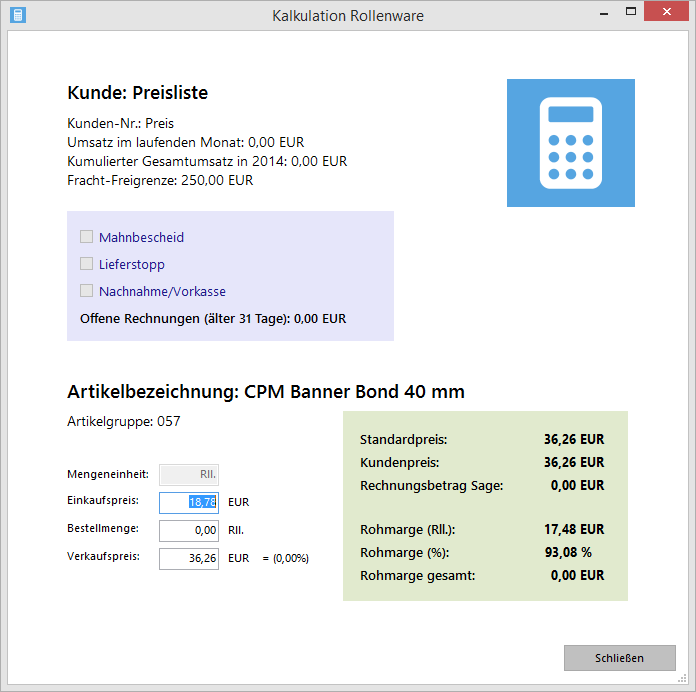 Kalkulation Rollenware
Kunde: Preisliste
Kunden-Nr.: Preis
Umsatz im laufenden Monat: 0,00 EUR
Kumulierter Gesamtumsatz in 2014: 0,00 EUR
Fracht-Freigrenze: 250,00 EUR
Mahnbescheid
Lieferstopp
Nachnahme/Vorkasse
Offene Rechnungen (älter 31 Tage): 0,00 EUR
Artikelbezeichnung: CPM Banner Bond 40 mm
Artikelgruppe: 057
Mengeneinheit: Rll.
Einkaufspreis: 18,78 EUR
Bestellmenge: 0,00 Rll.
Verkaufspreis: 36,26 EUR = (0,00%)
Standardpreis: 36,26 EUR
Kundenpreis: 36,26 EUR
Rechnungsbetrag Sage: 0,00 EUR
Rohmarge (Rll.): 17,48 EUR
Rohmarge (%): 93,08 %
Rohmarge gesamt: 0,00 EUR
Schließen